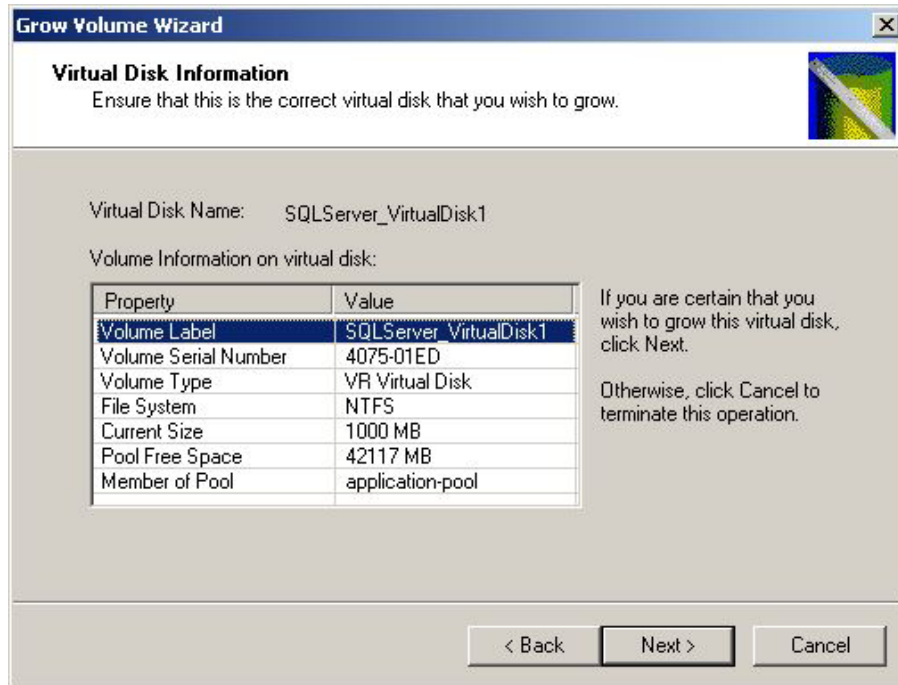 Grow Volume Wizard
Virtual Disk Information
Ensure that this is the correct virtual disk that you wish to grow.
Virtual Disk Name: SQLServer_VirtualDisk1
Volume Information on virtual disk:
Property Value
Volume Label SQLServer_VirtualDisk1
Volume Serial Number 4075-01ED
Volume Type VR Virtual Disk
File System NTFS
Current Size 1000 MB
Pool Free Space 42117 MB
Member of Pool application-pool
If you are certain that you
wish to grow this virtual disk,
click Next.
Otherwise, click Cancel to
terminate this operation.
< Back Next > Cancel